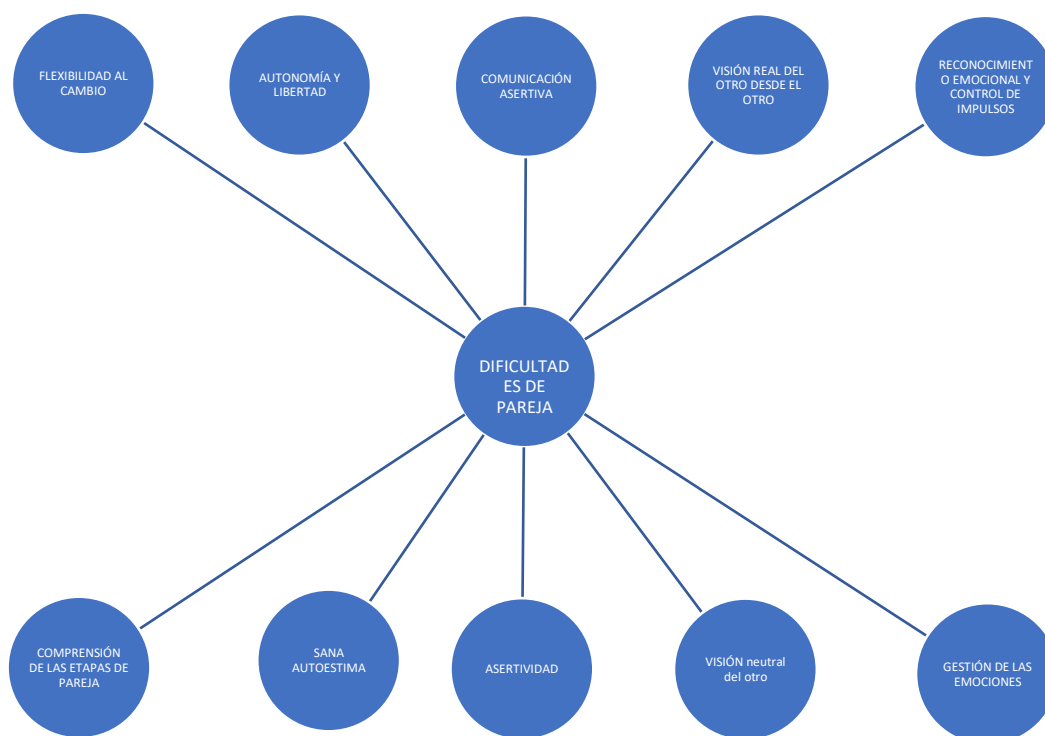 FLEXIBILIDAD AL
CAMBIO
AUTONOMÍA Y
LIBERTAD
COMUNICACIÓN
ASERTIVA
VISIÓN REAL DEL
OTRO DESDE EL
OTRO
RECONOCIMIENT
O EMOCIONAL Y
CONTROL DE
IMPULSOS
DIFICULTAD
ES DE
PAREJA
COMPRENSIÓN
DE LAS ETAPAS DE
PAREJA
SANA
AUTOESTIMA
ASERTIVIDAD
VISIÓN neutral
del otro
GESTIÓN DE LAS
EMOCIONES